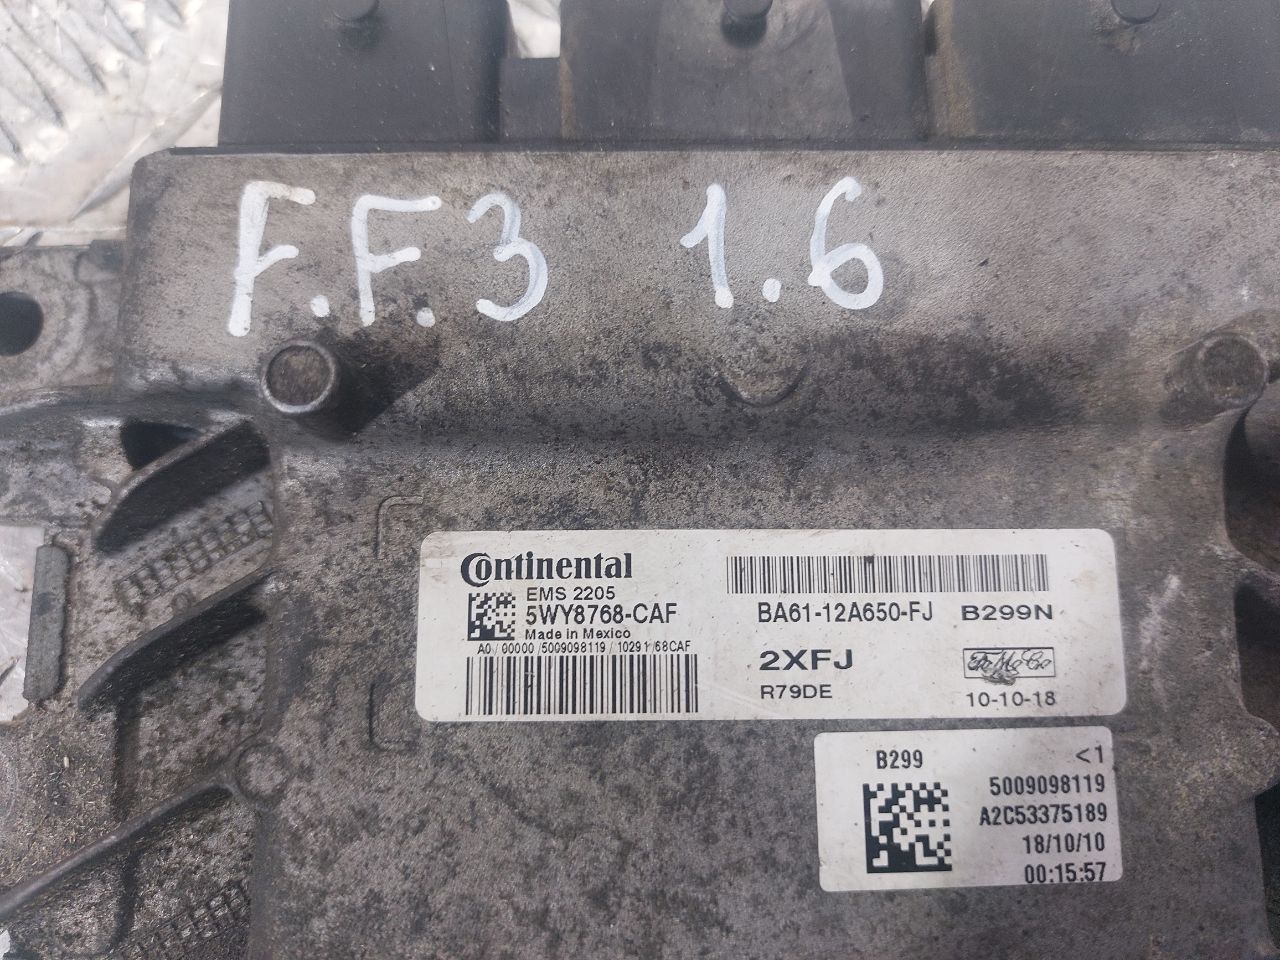 F.F.3 1.6
Continental
EMS 2205
5WY8768-CAF
Made in Mexico
A0/00000/5009098119/10291/68CAF
BA61-12A650-FJ B299N
2XFJ
FoMoCo
R79DE
10-10-18
B299 <1
5009098119
A2C53375189
18/10/10
00:15:57